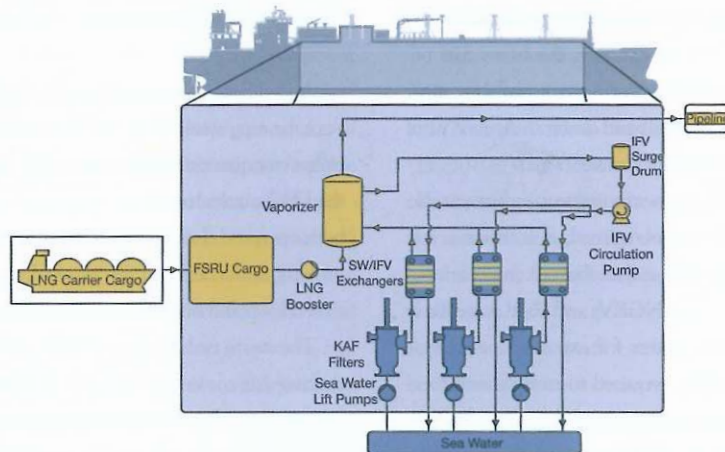 Pipeline
IFV
Surge
Drum
Vaporizer
IFV
Circulation
Pump
LNG Carrier Cargo
FSRU Cargo
LNG
Booster
SW/IFV
Exchangers
KAF
Filters
Sea Water
Lift Pumps
Sea Water